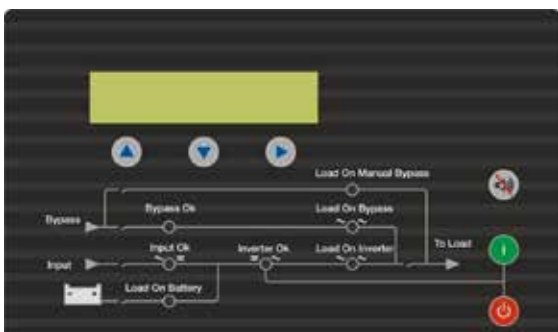 Load On Manual Bypass
Bypass Ok
Load On Bypass
Bypass
Input Ok
Inverter Ok
Load On Inverter
To Load
Input
Load On Battery